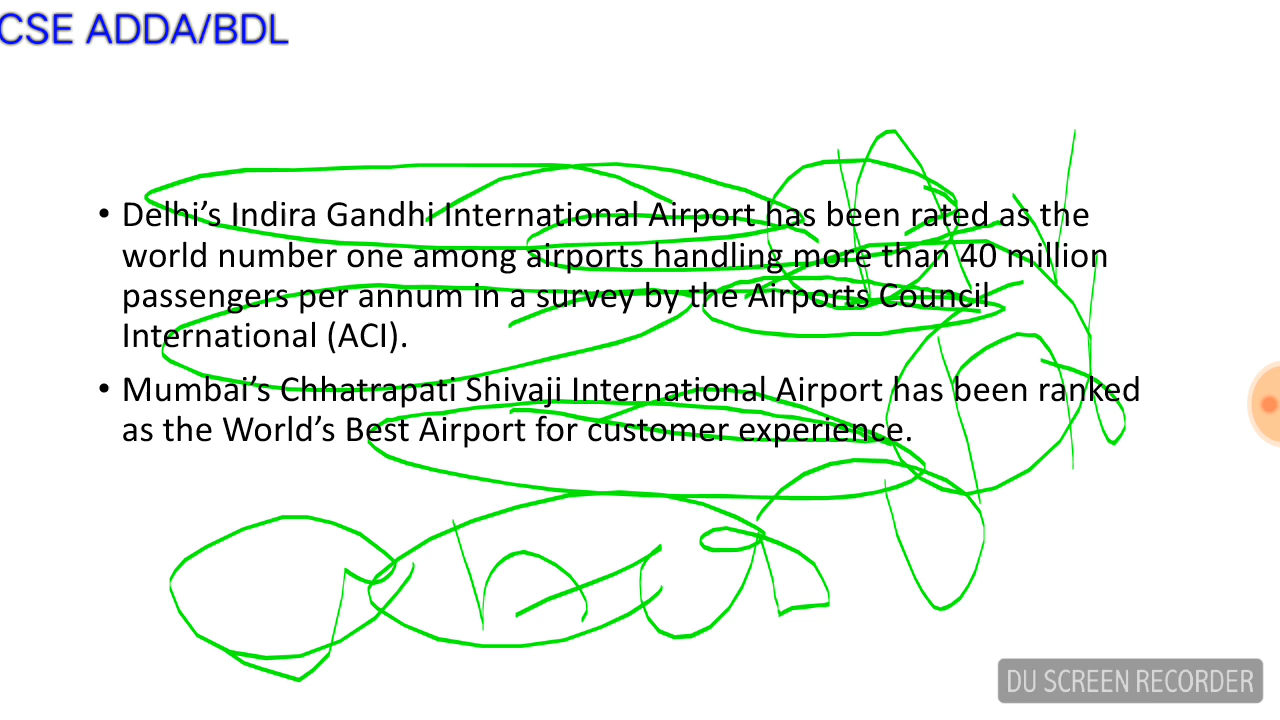 CSE ADDA/BDL
• Delhi’s Indira Gandhi International Airport has been rated as the
world number one among airports handling more than 40 million
passengers per annum in a survey by the Airports Council
International (ACI).
• Mumbai’s Chhatrapati Shivaji International Airport has been ranked
as the World’s Best Airport for customer experience.
DU SCREEN RECORDER